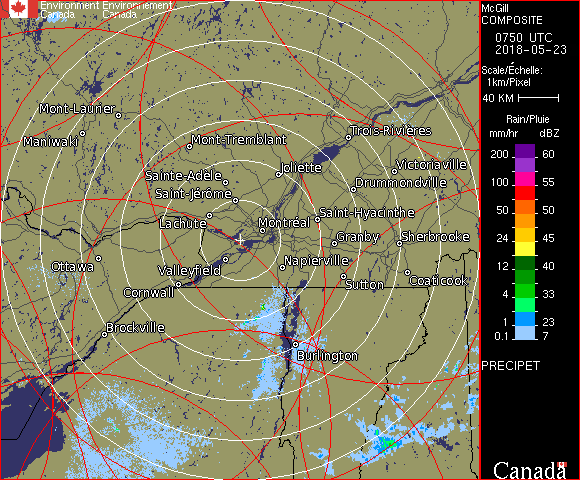 Environment Environnement
Canada Canada
McGill
COMPOSITE
0750 UTC
2018-05-23
Scale/Échelle:
1km/Pixel
40 KM
Rain/Pluie
mm/hr dBZ
200 60
100 55
50 50
24 45
12 40
4 33
1 23
0.1 7
PRECIPET
Canada
Mont-Laurier
Maniwaki
Mont-Tremblant
Trois-Rivières
Joliette
Victoriaville
Sainte-Adèle
Drummondville
Saint-Jérôme
Lachute
Montréal
Saint-Hyacinthe
Granby
Sherbrooke
Ottawa
Valleyfield
Napierville
Cornwall
Sutton
Coaticook
Brockville
Burlington